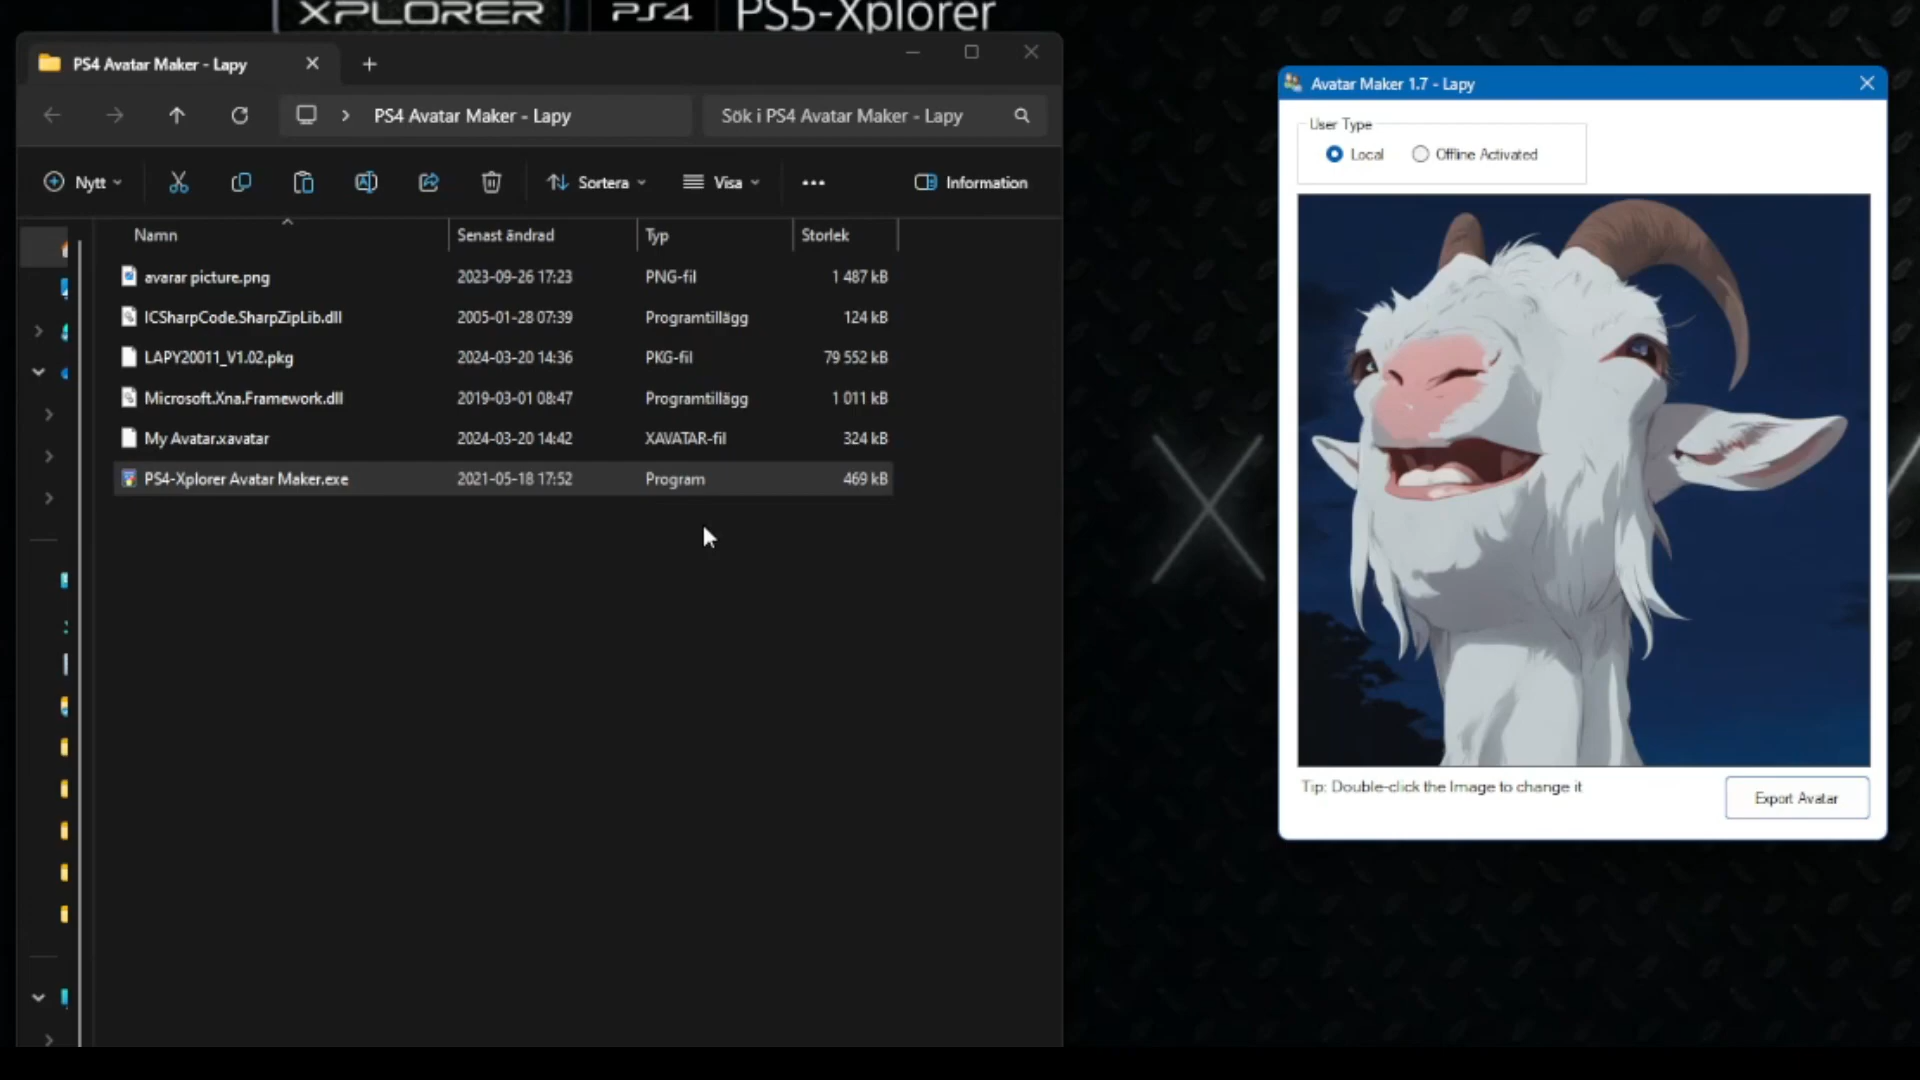 XPLORER PS4 PS5-Xplorer
PS4 Avatar Maker - Lapy
PS4 Avatar Maker - Lapy
Sök i PS4 Avatar Maker - Lapy
Nytt
Sortera
Visa
Information
Namn Senast ändrad Typ Storlek
avarar picture.png 2023-09-26 17:23 PNG-fil 1 487 kB
ICSharpCode.SharpZipLib.dll 2005-01-28 07:39 Programtillägg 124 kB
LAPY20011_V1.02.pkg 2024-03-20 14:36 PKG-fil 79 552 kB
Microsoft.Xna.Framework.dll 2019-03-01 08:47 Programtillägg 1 011 kB
My Avatar.xavatar 2024-03-20 14:42 XAVATAR-fil 324 kB
PS4-Xplorer Avatar Maker.exe 2021-05-18 17:52 Program 469 kB
Avatar Maker 1.7 - Lapy
User Type
Local Offline Activated
Tip: Double-click the Image to change it
Export Avatar